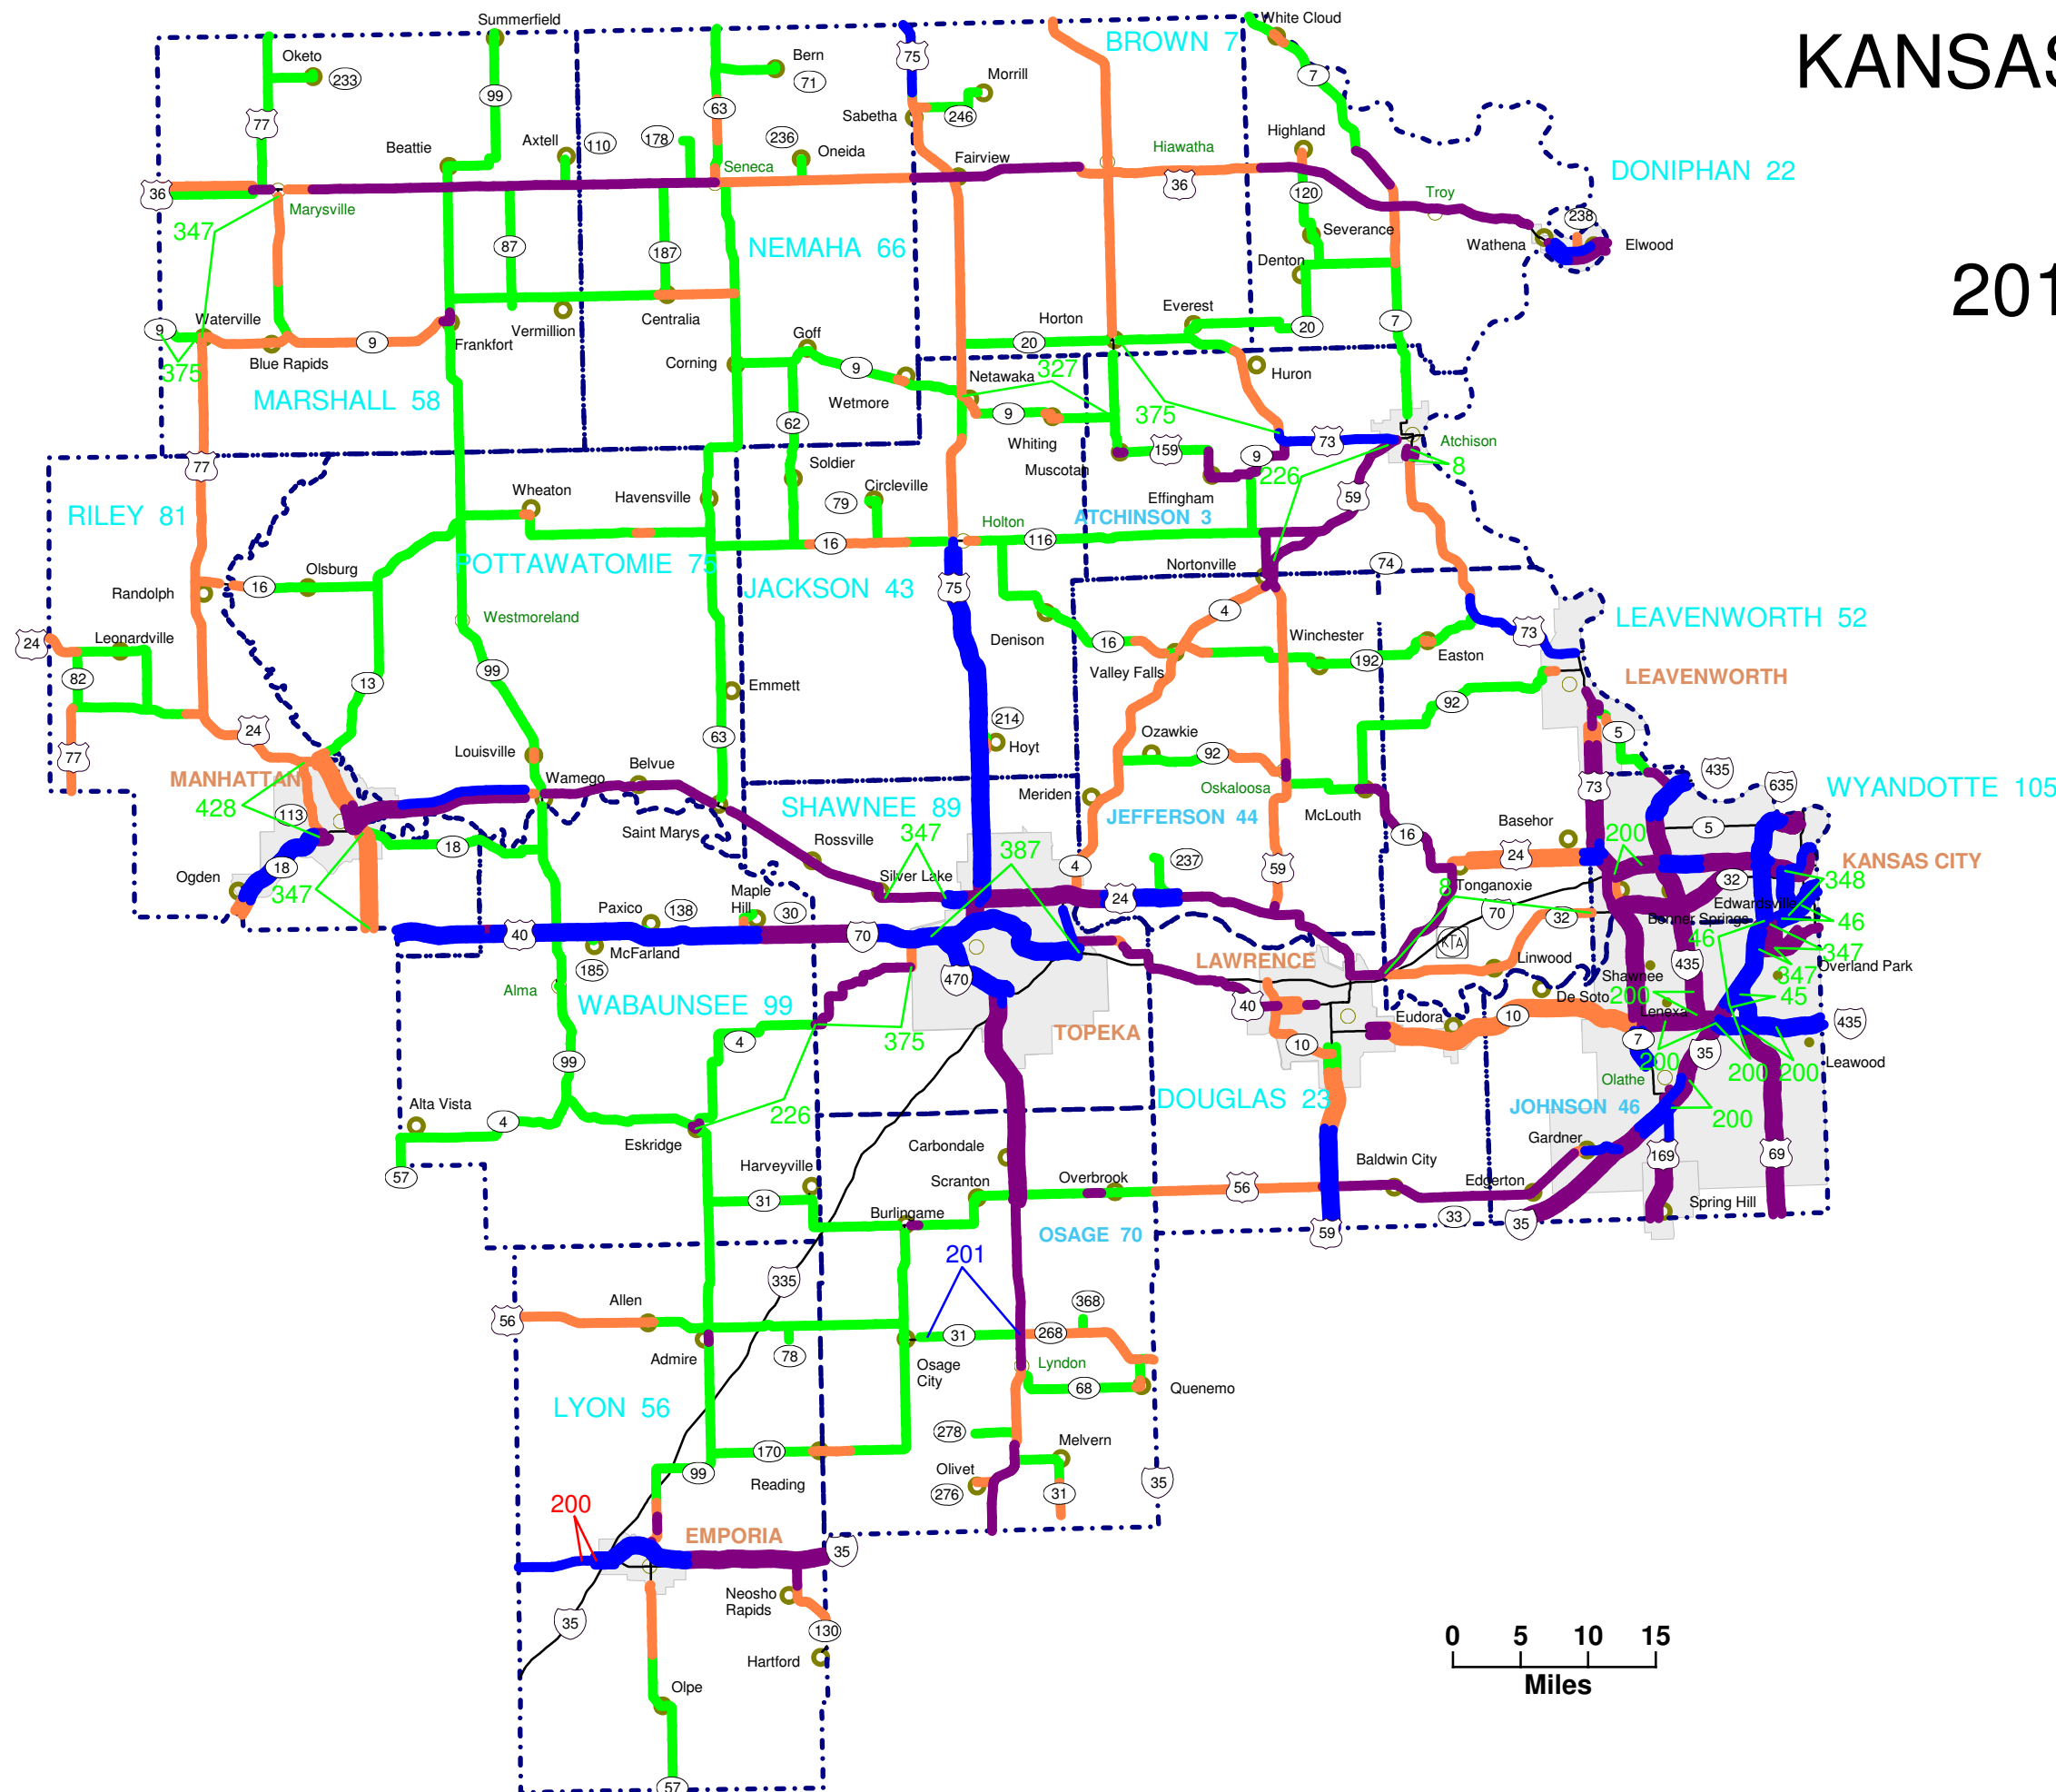 KANSAS
201
Summerfield
White Cloud
BROWN 7
Oketo
233
99
Bern
71
75
Morrill
7
77
63
Sabetha
246
Beattie
Axtell
110
178
236
Oneida
Highland
Seneca
Fairview
Hiawatha
DONIPHAN 22
36
Marysville
36
120
Troy
238
347
Severance
Wathena
Elwood
87
187
NEMAHA 66
Denton
Everest
9
Waterville
Vermillion
Centralia
Goff
Horton
20
7
Blue Rapids
9
Frankfort
20
375
Corning
9
Netawaka
327
Huron
MARSHALL 58
Wetmore
9
375
62
Whiting
73
Atchison
77
Soldier
Muscotah
159
9
226
8
RILEY 81
Wheaton
Havensville
79
Circleville
Effingham
59
ATCHINSON 3
Holton
16
116
POTTAWATOMIE 75
Olsburg
JACKSON 43
75
Nortonville
74
Randolph
16
Westmoreland
4
LEAVENWORTH 52
24
Leonardville
Denison
16
Winchester
73
82
99
Valley Falls
192
Easton
13
Emmett
LEAVENWORTH
92
24
214
63
Hoyt
Ozawkie
92
5
77
Louisville
Belvue
MANHATTAN
Wamego
Oskaloosa
435
635
WYANDOTTE 105
428
Meriden
73
113
SHAWNEE 89
JEFFERSON 44
McLouth
Saint Marys
Rossville
347
387
Basehor
200
5
18
16
24
18
4
237
59
KANSAS CITY
Ogden
347
Silver Lake
Tonganoxie
8
32
348
Maple
Hill
30
24
Paxico
138
70
32
Edwardsville
Bonner Springs
46
40
70
KTA
46
347
McFarland
185
LAWRENCE
Linwood
Shawnee
435
347
Overland Park
Alma
WABAUNSEE 99
470
De Soto
200
45
40
Eudora
10
Lenexa
TOPEKA
435
4
375
10
7
99
35
200
200
200
Leawood
DOUGLAS 23
Olathe
Alta Vista
JOHNSON 46
4
226
200
Eskridge
Carbondale
Gardner
Harveyville
Baldwin City
169
69
57
31
Scranton
Overbrook
56
Edgerton
Burlingame
33
35
Spring Hill
OSAGE 70
59
201
335
Allen
368
56
31
268
Admire
78
Osage
City
Lyndon
68
Quenemo
LYON 56
278
170
Melvern
99
Reading
Olivet
276
31
35
200
EMPORIA
35
Neosho
Rapids
35
130
0 5 10 15
Hartford
Miles
Olpe
57